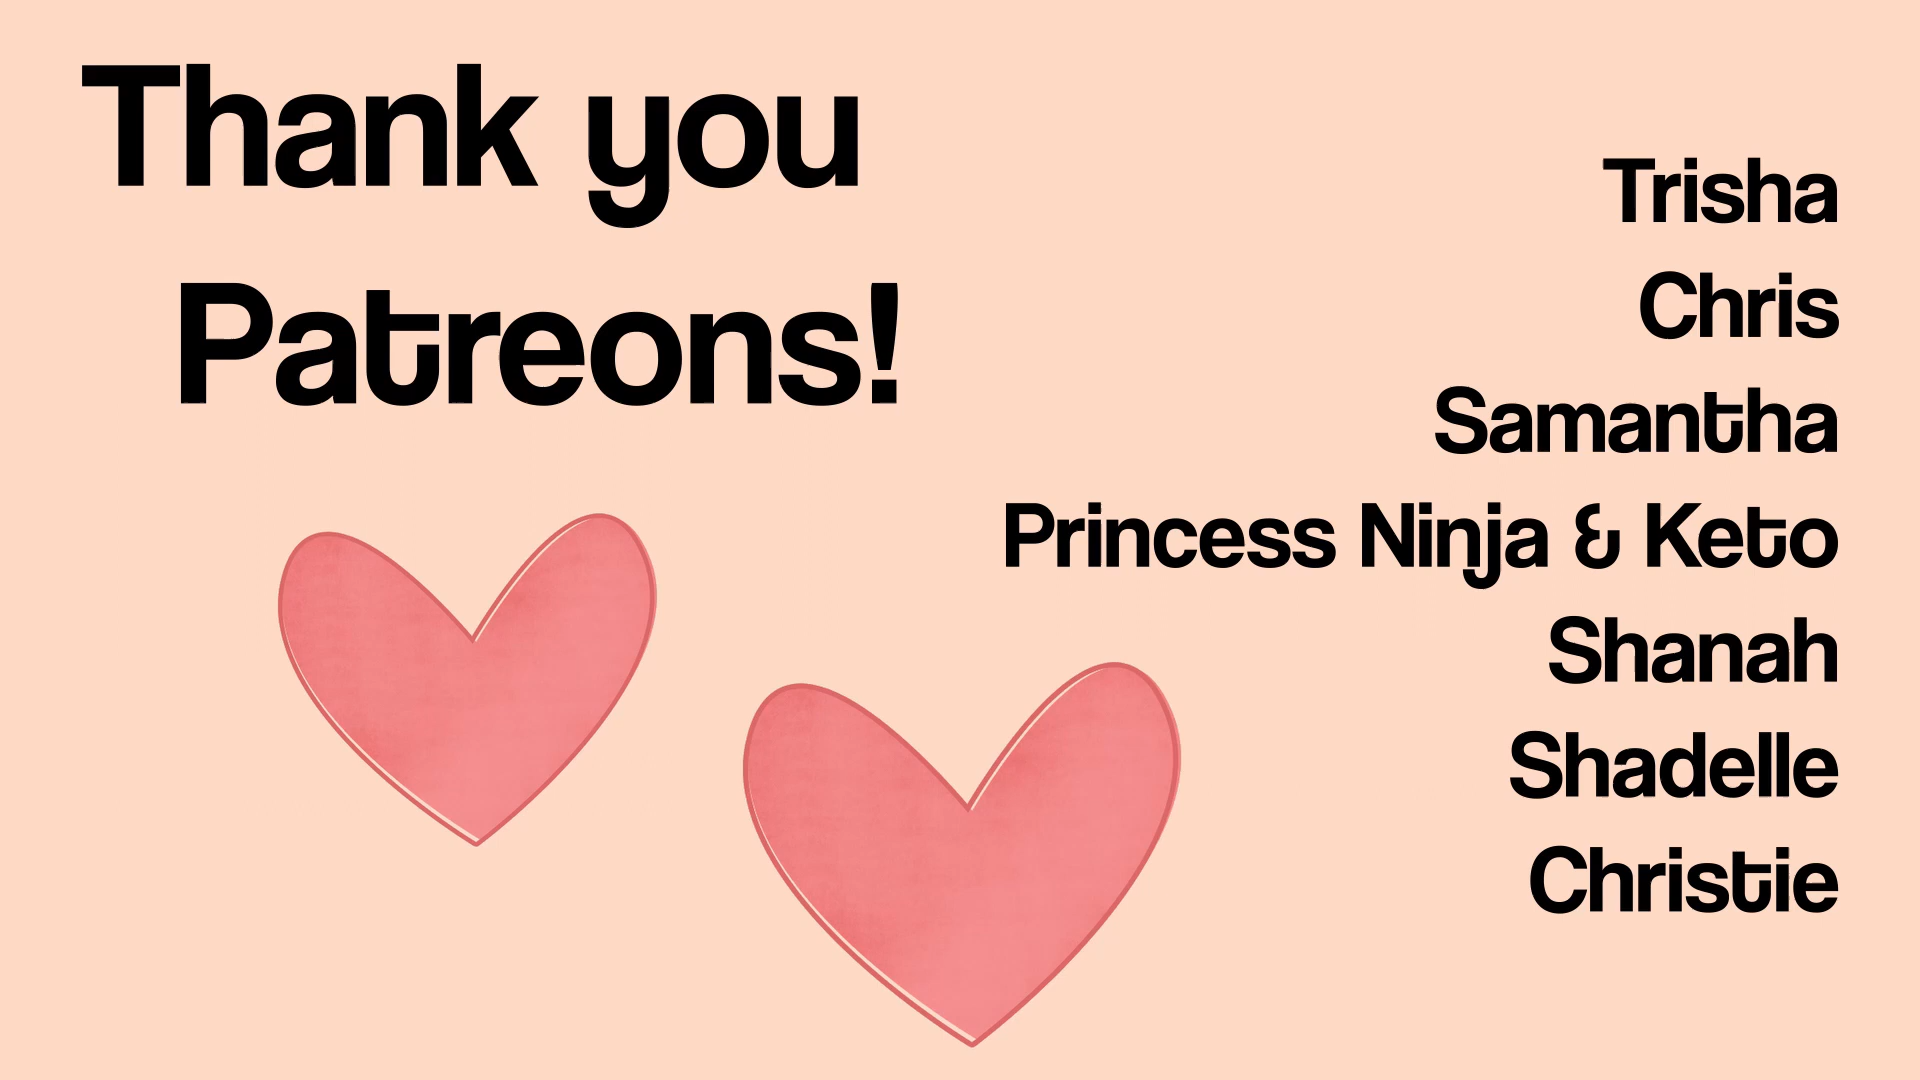 Thank you
Patreons!
Trisha
Chris
Samantha
Princess Ninja & Keto
Shanah
Shadelle
Christie